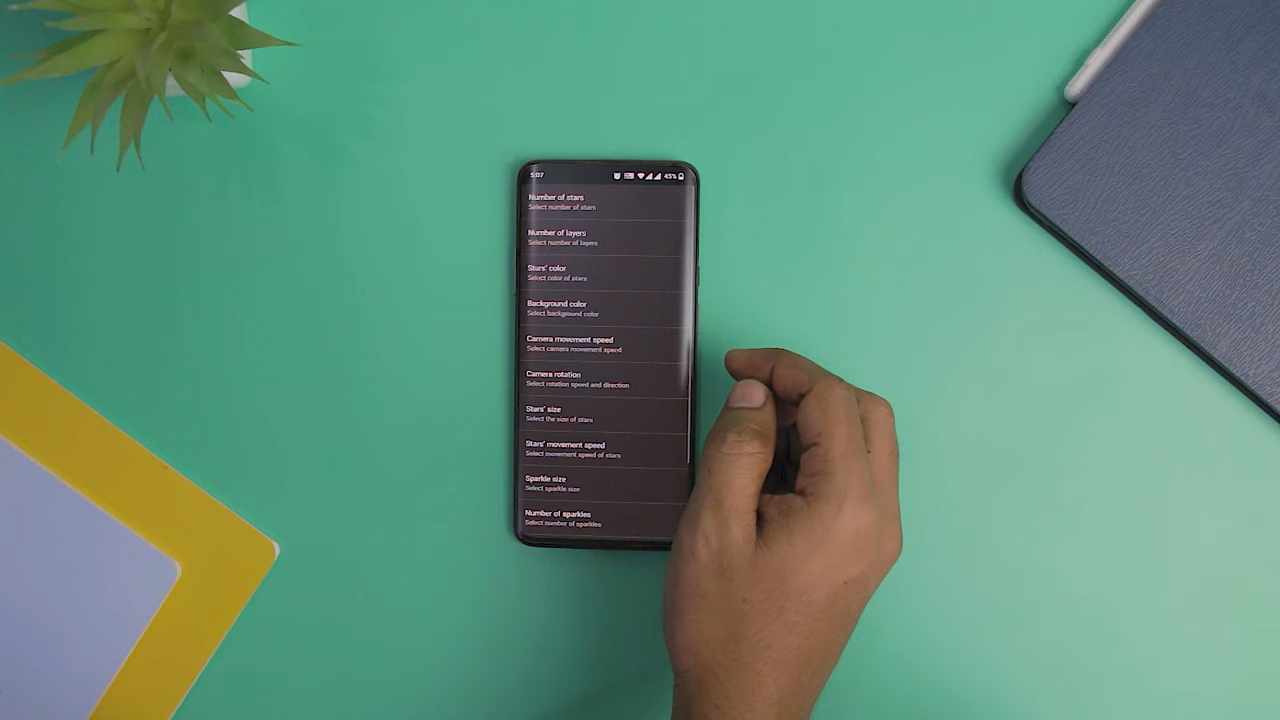 5:07
45%
Number of stars
Select number of stars
Number of layers
Select number of layers
Stars' color
Select color of stars
Background color
Select background color
Camera movement speed
Select camera movement speed
Camera rotation
Select rotation speed and direction
Stars' size
Select the size of stars
Stars' movement speed
Select movement speed of stars
Sparkle size
Select sparkle size
Number of sparkles
Select number of sparkles